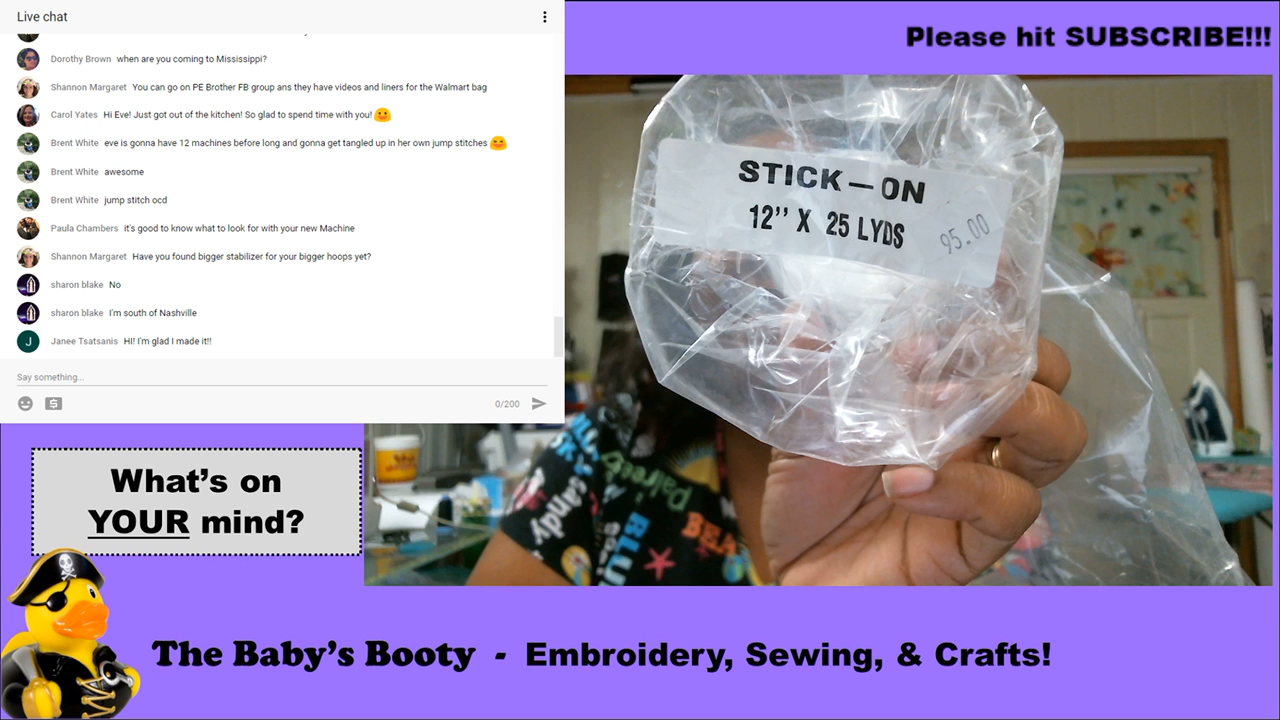 Live chat
Dorothy Brown when are you coming to Mississippi?
Shannon Margaret You can go on PE Brother FB group ans they have videos and liners for the Walmart bag
Carol Yates Hi Eve! Just got out of the kitchen! So glad to spend time with you!
Brent White eve is gonna have 12 machines before long and gonna get tangled up in her own jump stitches
Brent White awesome
Brent White jump stitch ocd
Paula Chambers it's good to know what to look for with your new Machine
Shannon Margaret Have you found bigger stabilizer for your bigger hoops yet?
sharon blake No
sharon blake I'm south of Nashville
J Janee Tsatsanis HI! I'm glad I made it!!
Say something...
0/200
Please hit SUBSCRIBE!!!
STICK-ON
12" X 25 LYDS
95.00
candy
BLUE
What's on
YOUR mind?
The Baby's Booty - Embroidery, Sewing, & Crafts!